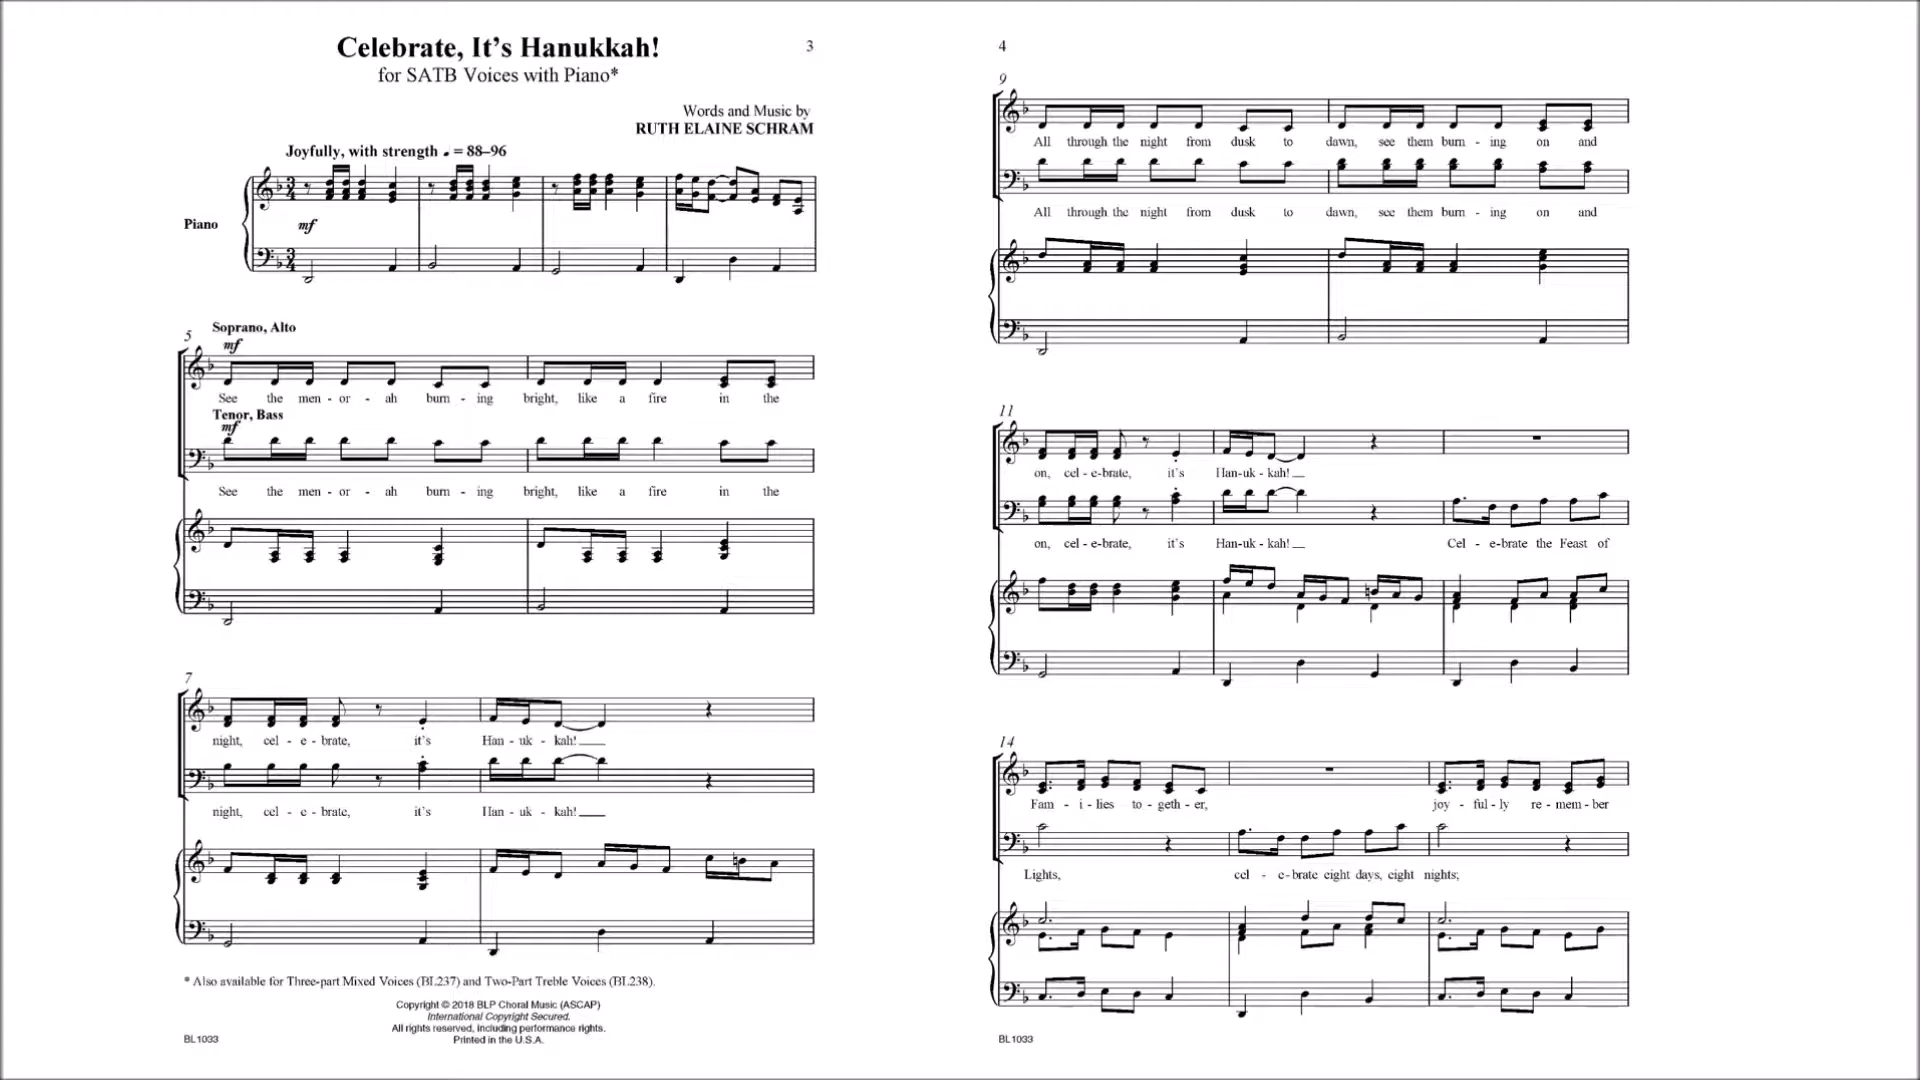 Celebrate, It's Hanukkah!
3
for SATB Voices with Piano*
Words and Music by
RUTH ELAINE SCHRAM
Joyfully, with strength ♩. = 88–96
Piano
mf
5
Soprano, Alto
mf
See the men - or - ah burn - ing bright, like a fire in the
Tenor, Bass
mf
See the men - or - ah burn - ing bright, like a fire in the
7
night, cel - e - brate, it's Han - uk - kah!
night, cel - e - brate, it's Han - uk - kah!
* Also available for Three-part Mixed Voices (BL237) and Two-Part Treble Voices (BL238).
Copyright © 2018 BLP Choral Music (ASCAP)
International Copyright Secured.
All rights reserved, including performance rights.
Printed in the U.S.A.
BL1033
4
9
All through the night from dusk to dawn, see them burn - ing on and
All through the night from dusk to dawn, see them burn - ing on and
11
on, cel - e - brate, it's Han - uk - kah!
on, cel - e - brate, it's Han - uk - kah! Cel - e - brate the Feast of
14
Fam - i - lies to - geth - er, joy - ful - ly re - mem - ber
Lights, cel - e - brate eight days, eight nights;
BL1033